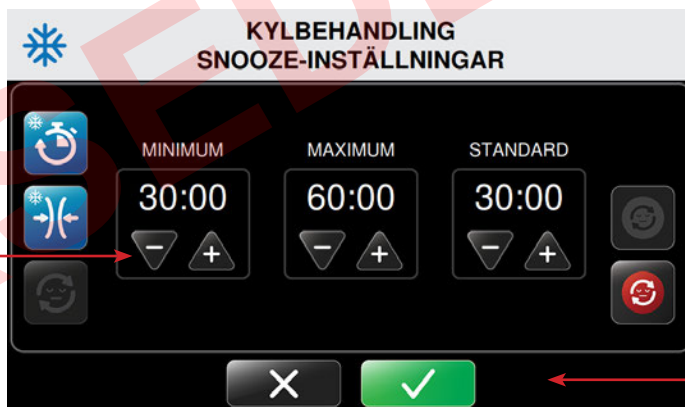 KYLBEHANDLING
SNOOZE-INSTÄLLNINGAR
MINIMUM MAXIMUM STANDARD
30:00 60:00 30:00